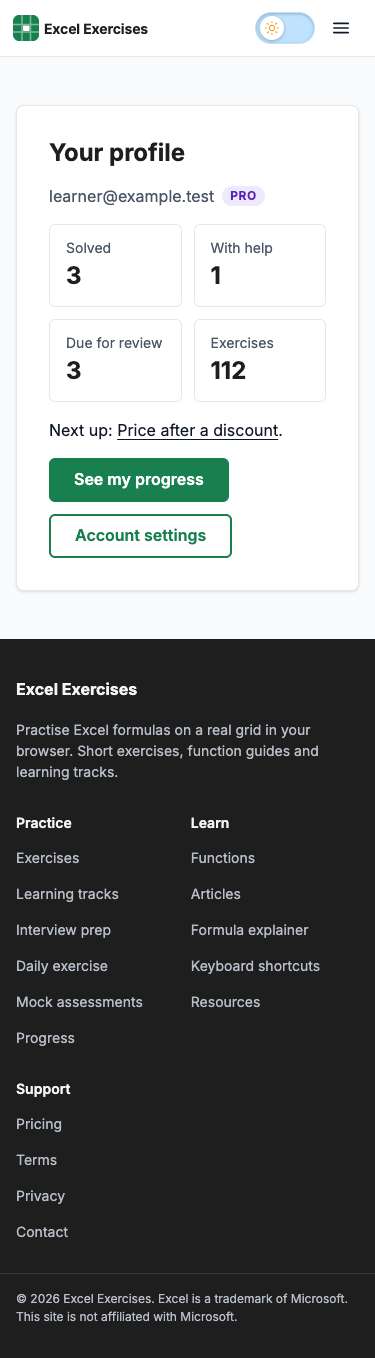 Excel Exercises
Your profile
learner@example.test PRO
Solved
3
With help
1
Due for review
3
Exercises
112
Next up: Price after a discount.
See my progress
Account settings
Excel Exercises
Practise Excel formulas on a real grid in your
browser. Short exercises, function guides and
learning tracks.
Practice
Exercises
Learning tracks
Interview prep
Daily exercise
Mock assessments
Progress
Learn
Functions
Articles
Formula explainer
Keyboard shortcuts
Resources
Support
Pricing
Terms
Privacy
Contact
© 2026 Excel Exercises. Excel is a trademark of Microsoft.
This site is not affiliated with Microsoft.